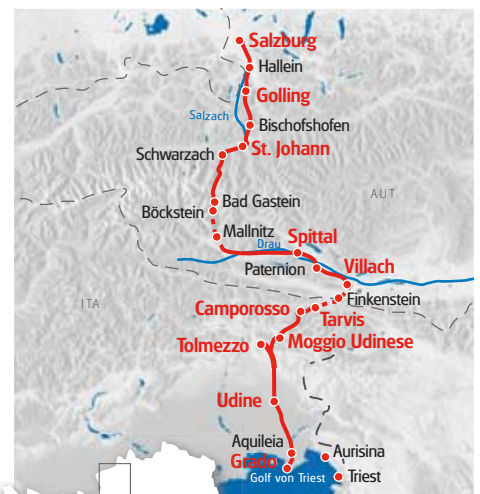 Salzburg
Hallein
Golling
Salzach
Bischofshofen
St. Johann
Schwarzach
AUT
Bad Gastein
Böckstein
Mallnitz
Drau
Spittal
Paternion
Villach
ITA
Finkenstein
Camporosso
Tarvis
Tolmezzo
Moggio Udinese
Udine
Aquileia
Aurisina
Grado
Golf von Triest
Triest